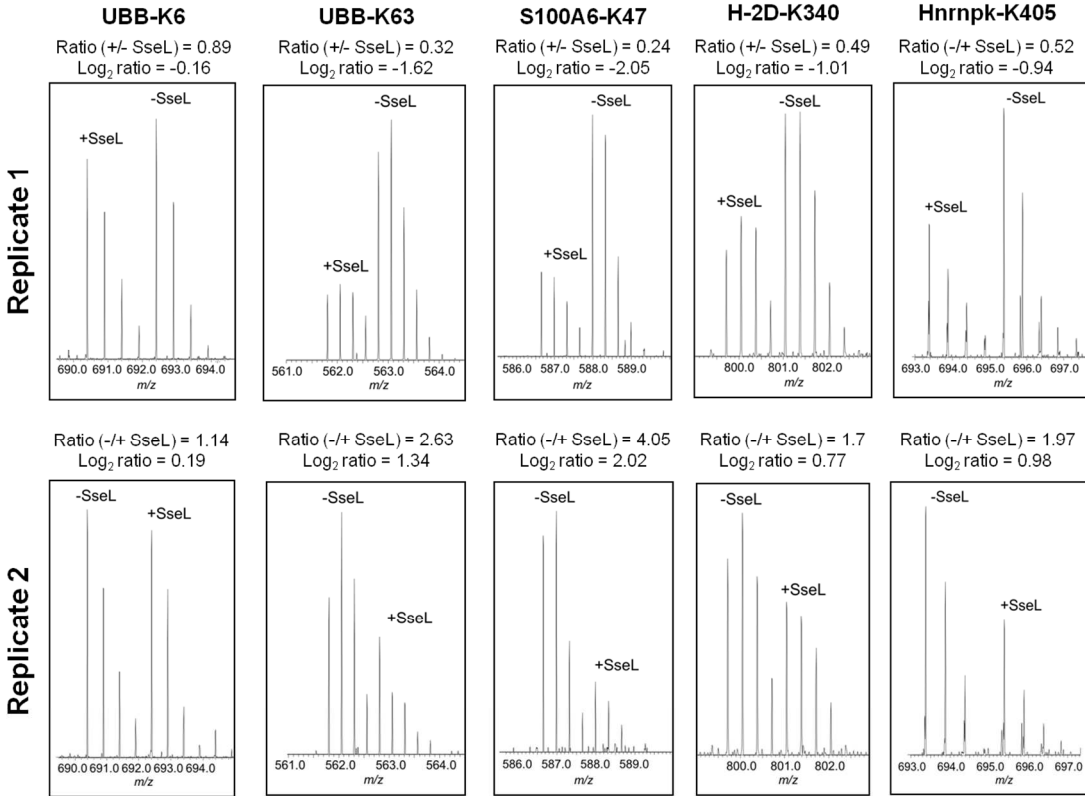 UBB-K6
Ratio (+/- SseL) = 0.89
Log2 ratio = -0.16
UBB-K63
Ratio (+/- SseL) = 0.32
Log2 ratio = -1.62
S100A6-K47
Ratio (+/- SseL) = 0.24
Log2 ratio = -2.05
H-2D-K340
Ratio (+/- SseL) = 0.49
Log2 ratio = -1.01
Hnrnpk-K405
Ratio (-/+ SseL) = 0.52
Log2 ratio = -0.94
Replicate 1
+SseL
-SseL
690.0 691.0 692.0 693.0 694.0
m/z
+SseL
-SseL
561.0 562.0 563.0 564.0
m/z
+SseL
-SseL
586.0 587.0 588.0 589.0
m/z
+SseL
-SseL
800.0 801.0 802.0
m/z
+SseL
-SseL
693.0 694.0 695.0 696.0 697.0
m/z
Ratio (-/+ SseL) = 1.14
Log2 ratio = 0.19
Ratio (-/+ SseL) = 2.63
Log2 ratio = 1.34
Ratio (-/+ SseL) = 4.05
Log2 ratio = 2.02
Ratio (-/+ SseL) = 1.7
Log2 ratio = 0.77
Ratio (-/+ SseL) = 1.97
Log2 ratio = 0.98
Replicate 2
-SseL
+SseL
690.0 691.0 692.0 693.0 694.0
m/z
-SseL
+SseL
561.0 562.0 563.0 564.0
m/z
-SseL
+SseL
586.0 587.0 588.0 589.0
m/z
-SseL
+SseL
800.0 801.0 802.0
m/z
-SseL
+SseL
693.0 694.0 695.0 696.0 697.0
m/z